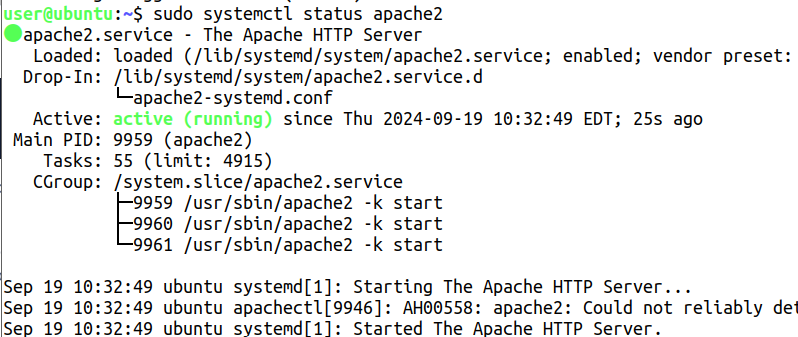 user@ubuntu:~$ sudo systemctl status apache2
●apache2.service - The Apache HTTP Server
   Loaded: loaded (/lib/systemd/system/apache2.service; enabled; vendor preset:
  Drop-In: /lib/systemd/system/apache2.service.d
           └─apache2-systemd.conf
   Active: active (running) since Thu 2024-09-19 10:32:49 EDT; 25s ago
 Main PID: 9959 (apache2)
    Tasks: 55 (limit: 4915)
   CGroup: /system.slice/apache2.service
           ├─9959 /usr/sbin/apache2 -k start
           ├─9960 /usr/sbin/apache2 -k start
           └─9961 /usr/sbin/apache2 -k start

Sep 19 10:32:49 ubuntu systemd[1]: Starting The Apache HTTP Server...
Sep 19 10:32:49 ubuntu apachectl[9946]: AH00558: apache2: Could not reliably det
Sep 19 10:32:49 ubuntu systemd[1]: Started The Apache HTTP Server.